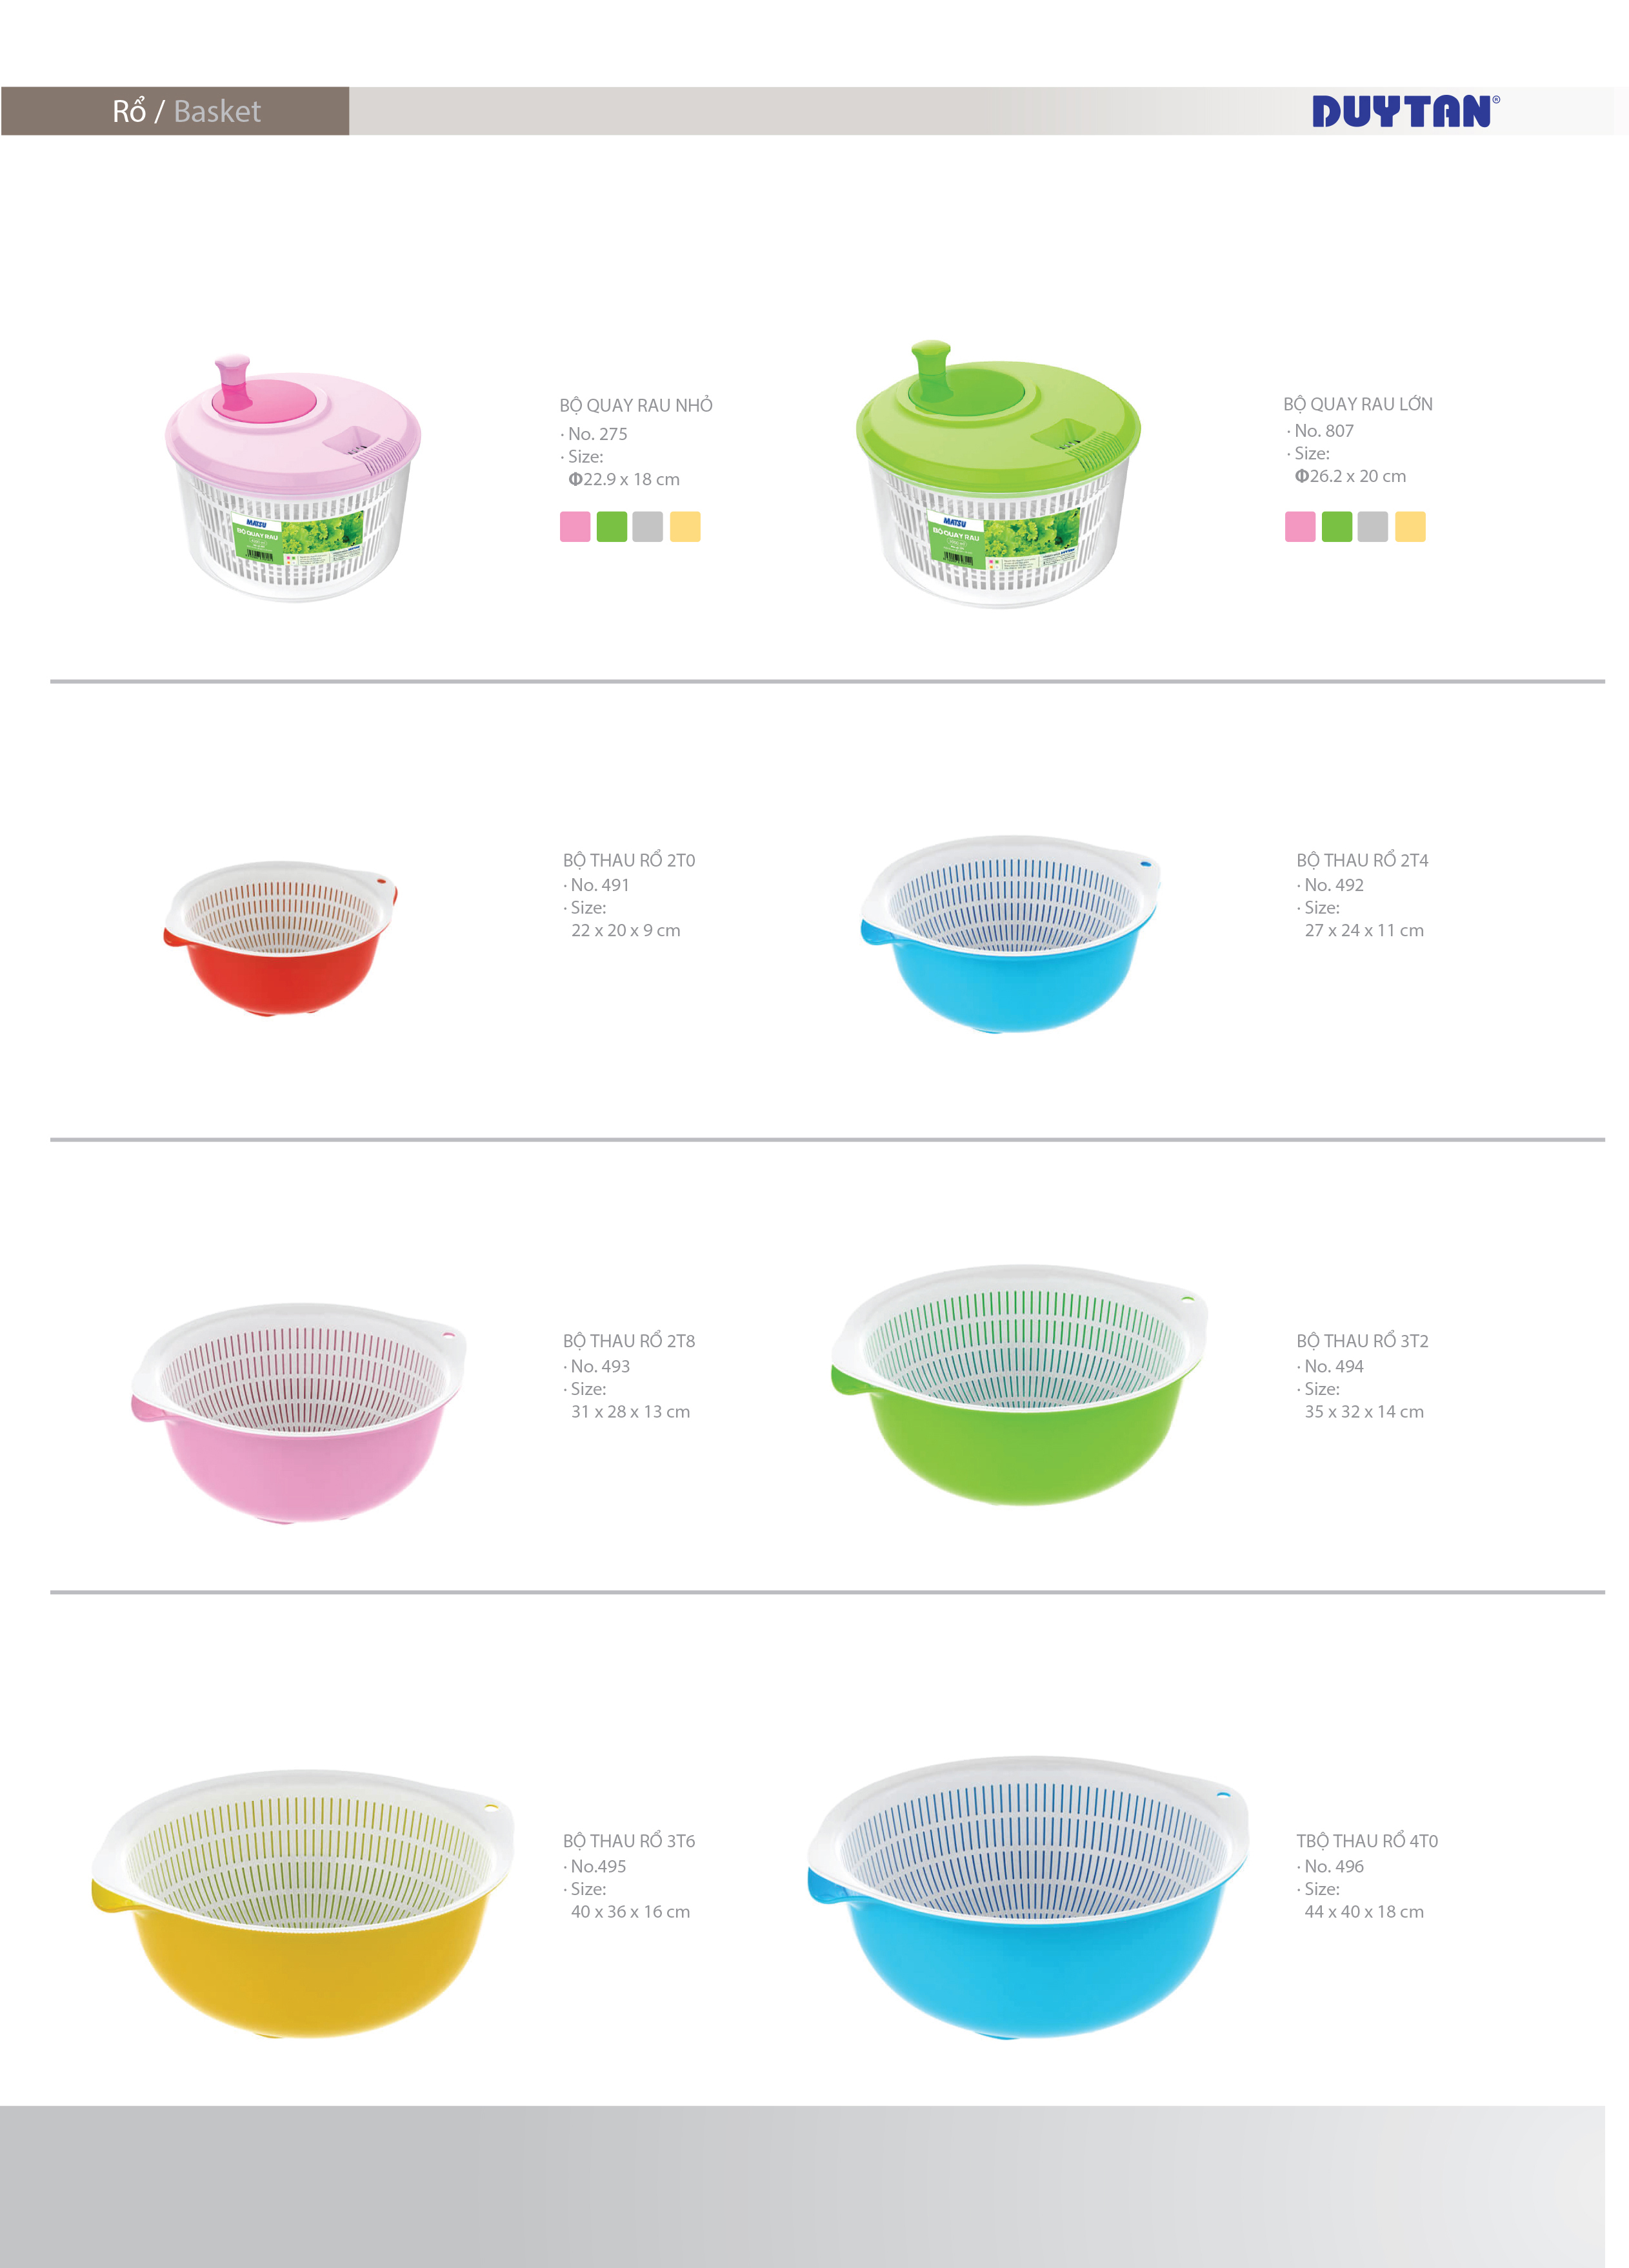 Rổ / Basket
DUYTAN®
BỘ QUAY RAU NHỎ
· No. 275
· Size:
Φ22.9 x 18 cm
MATSU
BỘ QUAY RAU
BỘ QUAY RAU LỚN
· No. 807
· Size:
Φ26.2 x 20 cm
MATSU
BỘ QUAY RAU
BỘ THAU RỔ 2T0
· No. 491
· Size:
22 x 20 x 9 cm
BỘ THAU RỔ 2T4
· No. 492
· Size:
27 x 24 x 11 cm
BỘ THAU RỔ 2T8
· No. 493
· Size:
31 x 28 x 13 cm
BỘ THAU RỔ 3T2
· No. 494
· Size:
35 x 32 x 14 cm
BỘ THAU RỔ 3T6
· No.495
· Size:
40 x 36 x 16 cm
TBỘ THAU RỔ 4T0
· No. 496
· Size:
44 x 40 x 18 cm